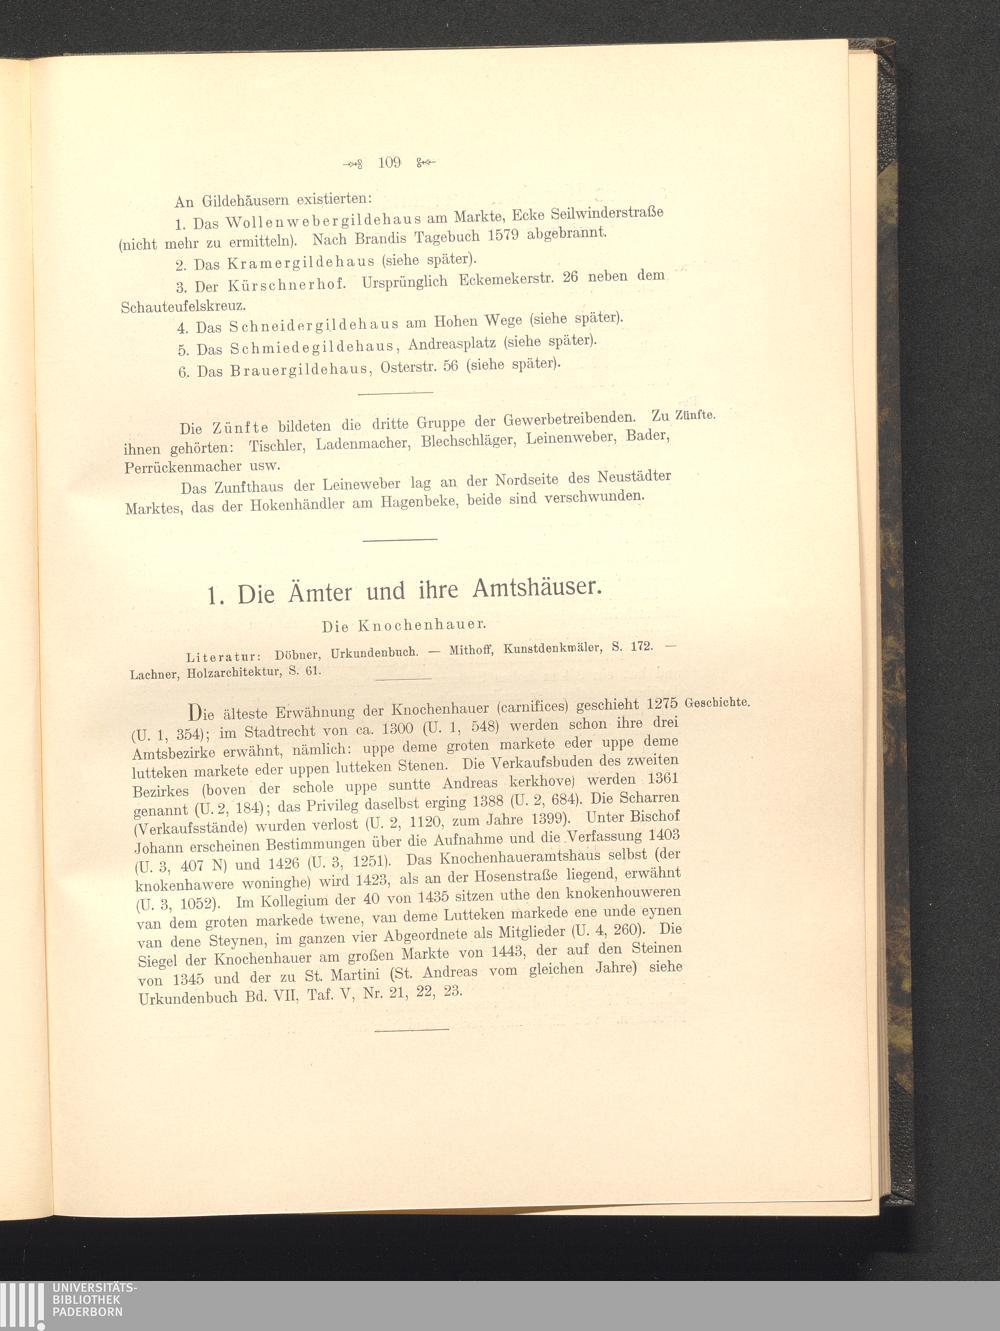 109
An Gildehäusern existierten:
1. Das Wollenwebergildehaus am Markte, Ecke Seilwinderstraße
(nicht mehr zu ermitteln). Nach Brandis Tagebuch 1579 abgebrannt.
2. Das Kramergildehaus (siehe später).
3. Der Kürschnerhof. Ursprünglich Eckemekerstr. 26 neben dem
Schauteufelskreuz.
4. Das Schneidergildehaus am Hohen Wege (siehe später).
5. Das Schmiedegildehaus, Andreasplatz (siehe später).
6. Das Brauergildehaus, Osterstr. 56 (siehe später).
Die Zünfte bildeten die dritte Gruppe der Gewerbetreibenden. Zu Zünfte.
ihnen gehörten: Tischler, Ladenmacher, Blechschläger, Leinenweber, Bader,
Perrückenmacher usw.
Das Zunfthaus der Leineweber lag an der Nordseite des Neustädter
Marktes, das der Hokenhändler am Hagenbeke, beide sind verschwunden.
1. Die Ämter und ihre Amtshäuser.
Die Knochenhauer.
Literatur: Döbner, Urkundenbuch. — Mithoff, Kunstdenkmäler, S. 172. —
Lachner, Holzarchitektur, S. 61.
Die älteste Erwähnung der Knochenhauer (carnifices) geschieht 1275 Geschichte.
(U. 1, 354); im Stadtrecht von ca. 1300 (U. 1, 548) werden schon ihre drei
Amtsbezirke erwähnt, nämlich: uppe deme groten markete eder uppe deme
lutteken markete eder uppen lutteken Stenen. Die Verkaufsbuden des zweiten
Bezirkes (boven der schole uppe suntte Andreas kerkhove) werden 1361
genannt (U. 2, 184); das Privileg daselbst erging 1388 (U. 2, 684). Die Scharren
(Verkaufsstände) wurden verlost (U. 2, 1120, zum Jahre 1399). Unter Bischof
Johann erscheinen Bestimmungen über die Aufnahme und die Verfassung 1403
(U. 3, 407 N) und 1426 (U. 3, 1251). Das Knochenhaueramtshaus selbst (der
knokenhawere woninghe) wird 1423, als an der Hosenstraße liegend, erwähnt
(U. 3, 1052). Im Kollegium der 40 von 1435 sitzen uthe den knokenhouweren
van dem groten markede twene, van deme Lutteken markede ene unde eynen
van dene Steynen, im ganzen vier Abgeordnete als Mitglieder (U. 4, 260). Die
Siegel der Knochenhauer am großen Markte von 1443, der auf den Steinen
von 1345 und der zu St. Martini (St. Andreas vom gleichen Jahre) siehe
Urkundenbuch Bd. VII, Taf. V, Nr. 21, 22, 23.
UNIVERSITÄTS-
BIBLIOTHEK
PADERBORN